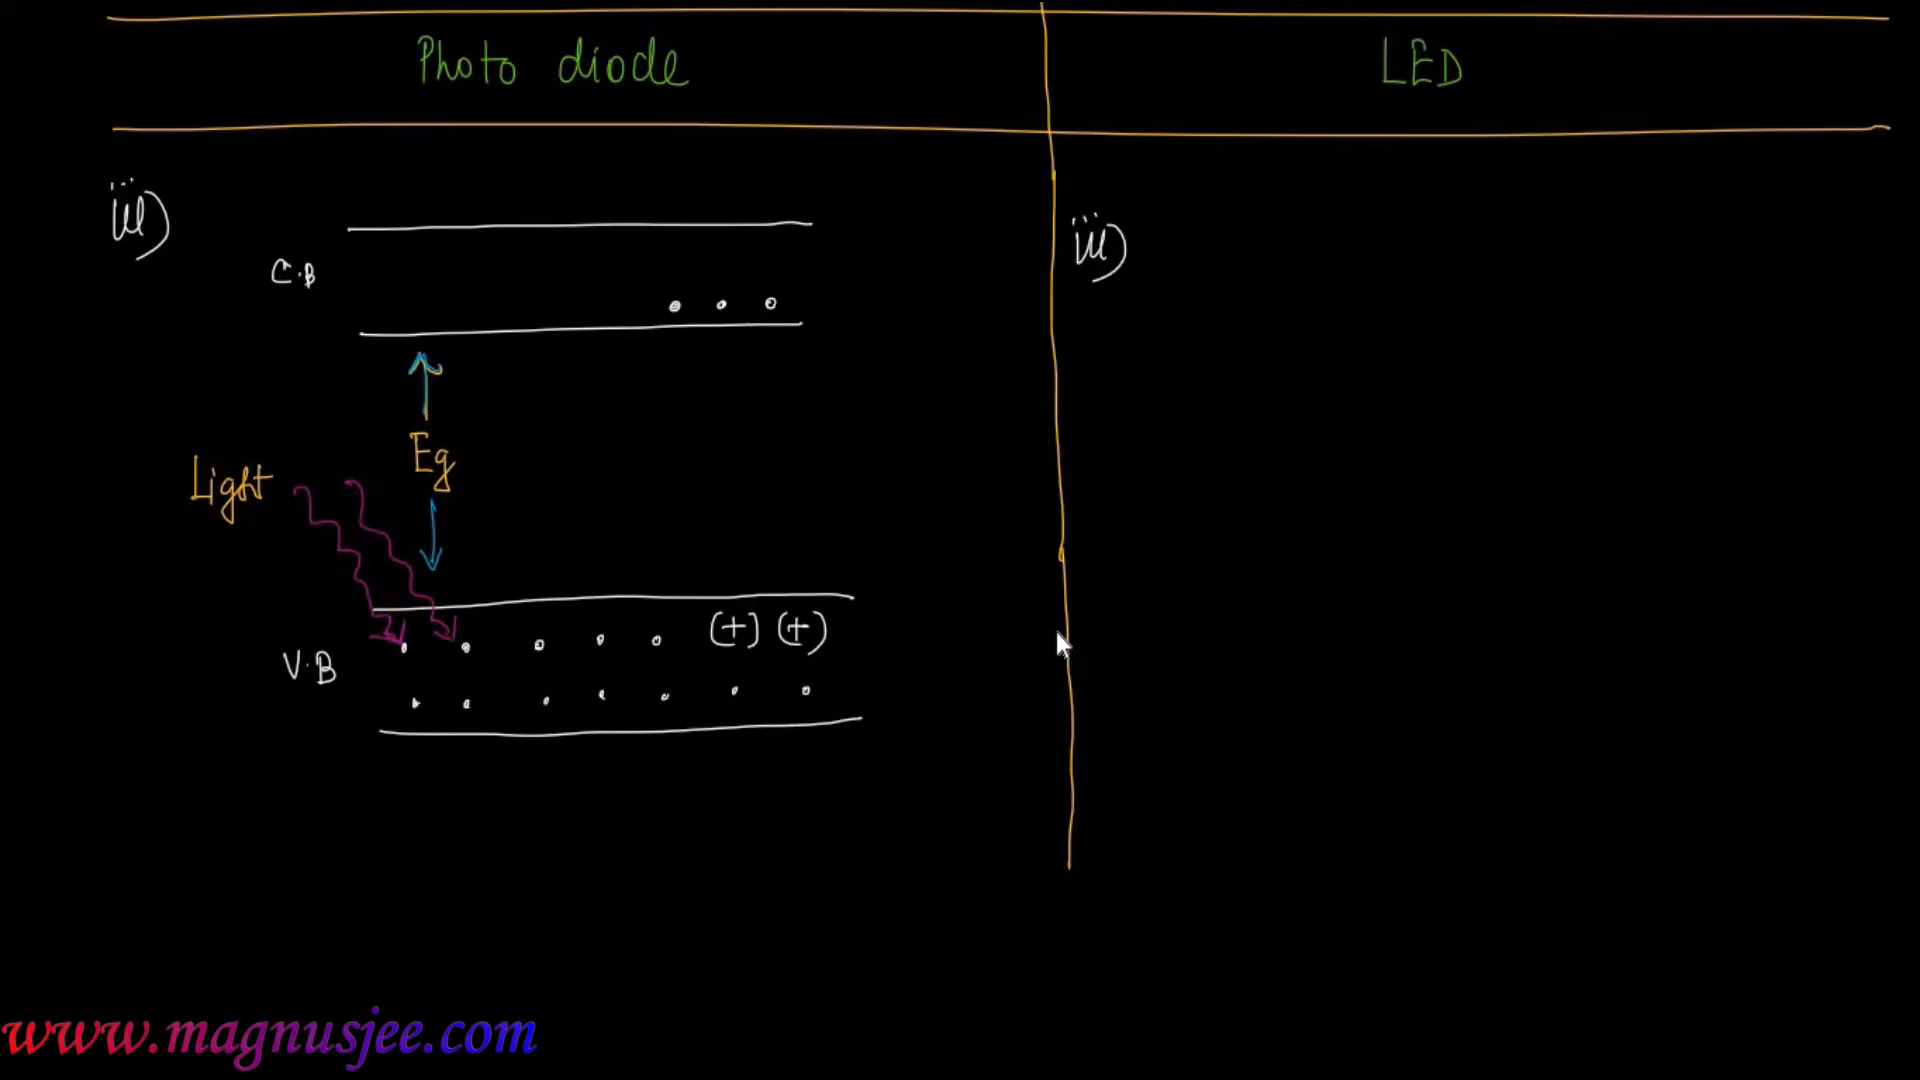 Photo diode
LED
iii)
C.B
iii)
Eg
Light
(+) (+)
V.B
www.magnusjee.com